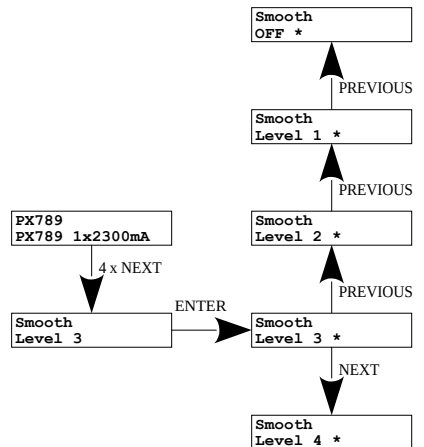 Smooth
OFF *
PREVIOUS
Smooth
Level 1 *
PREVIOUS
Smooth
Level 2 *
PX789
PX789 1x2300mA
4 x NEXT
PREVIOUS
ENTER
Smooth
Level 3
Smooth
Level 3 *
NEXT
Smooth
Level 4 *